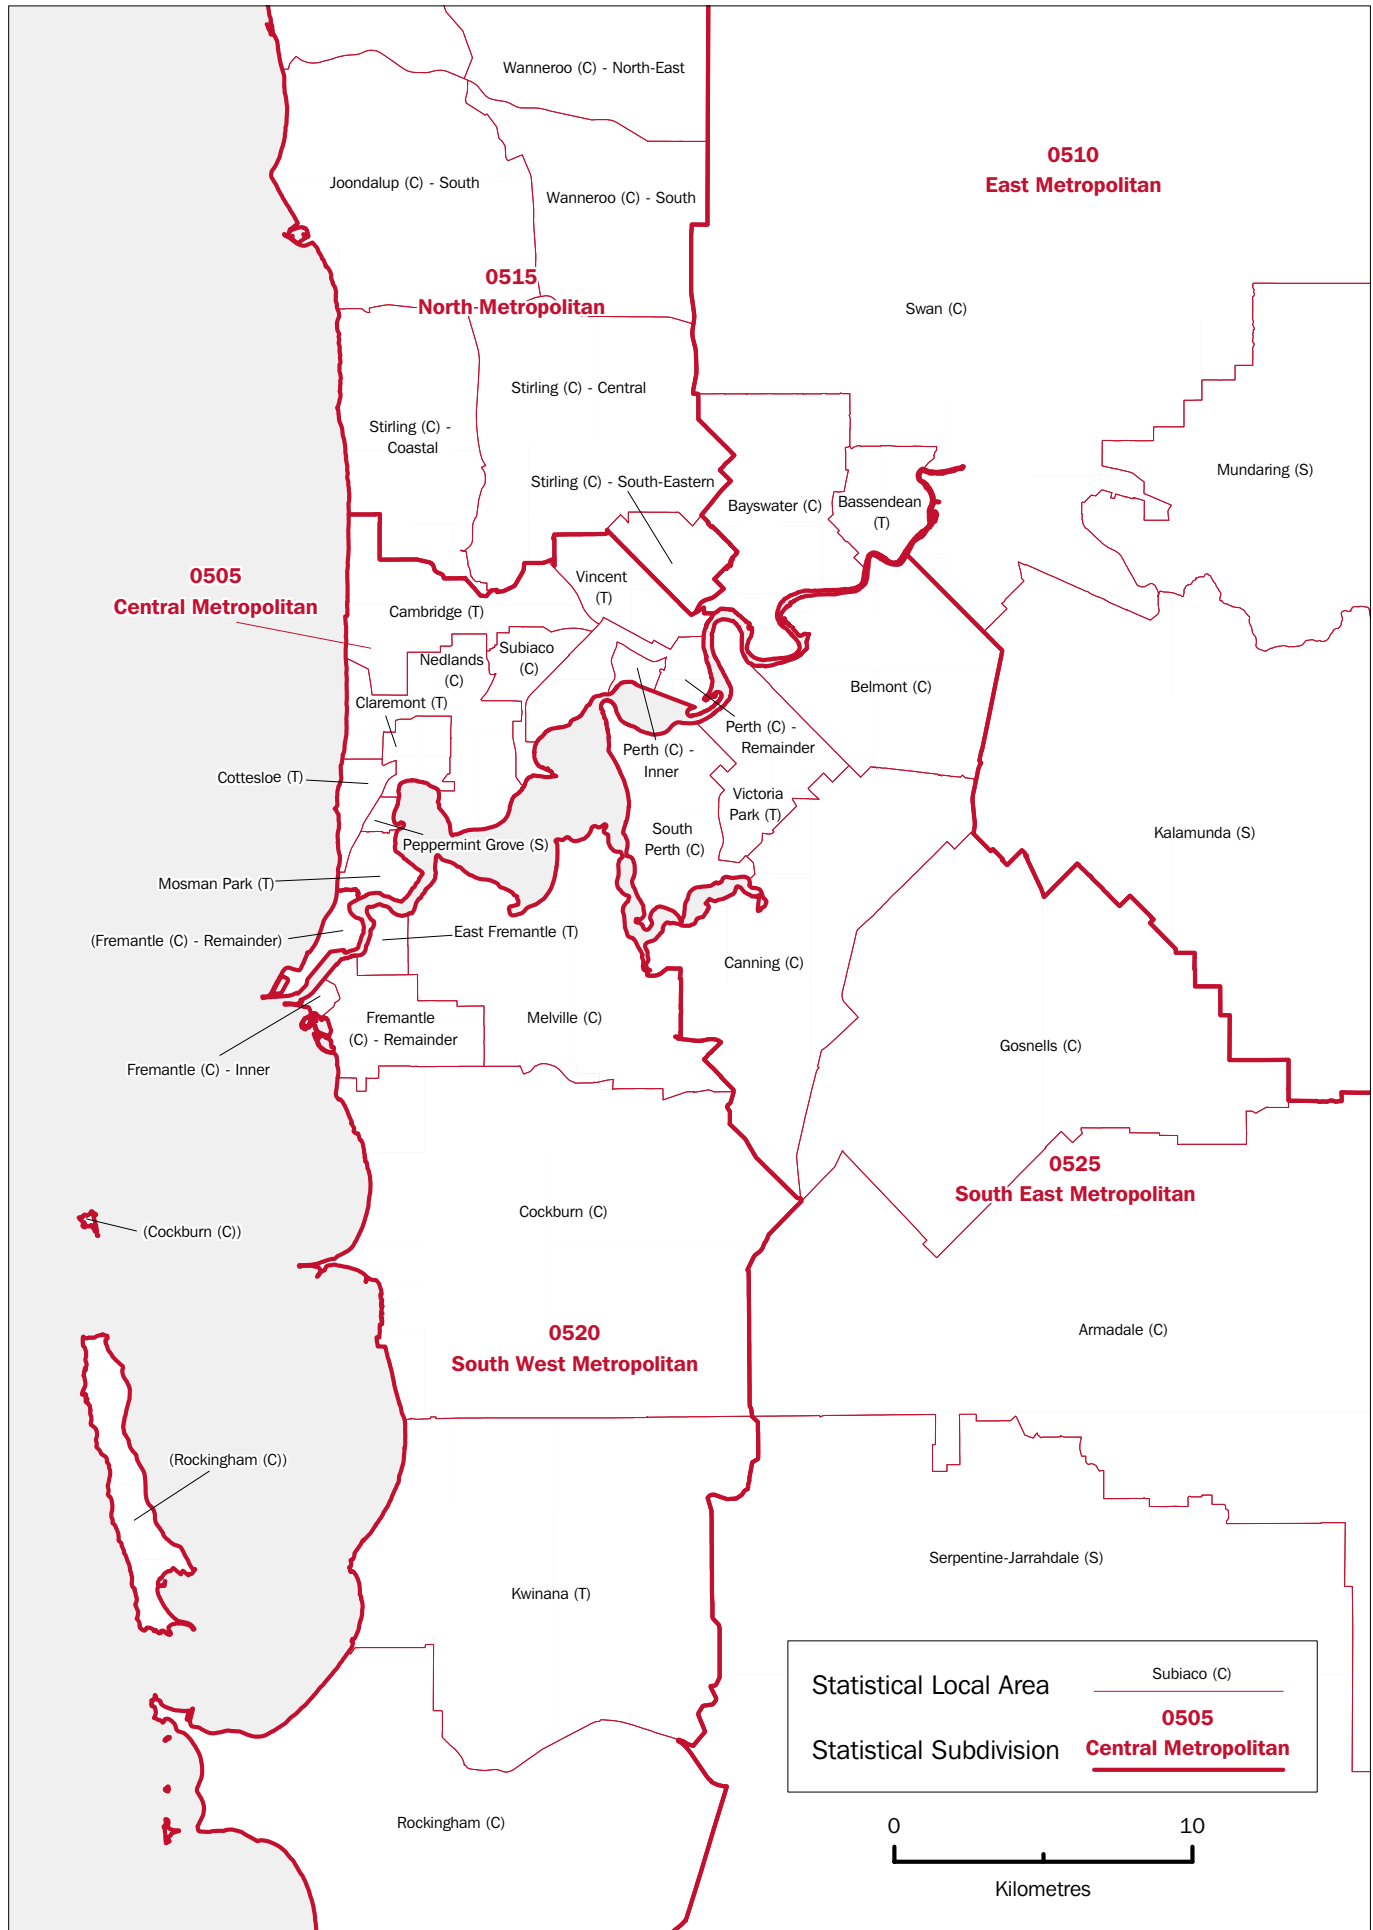 Wanneroo (C) - North-East
0510
East Metropolitan
Joondalup (C) - South
Wanneroo (C) - South
0515
North Metropolitan
Swan (C)
Stirling (C) - Central
Stirling (C) -
Coastal
Mundaring (S)
Stirling (C) - South-Eastern
Bayswater (C)
Bassendean
(T)
0505
Central Metropolitan
Vincent
(T)
Cambridge (T)
Subiaco
(C)
Nedlands
(C)
Belmont (C)
Claremont (T)
Perth (C) -
Remainder
Perth (C) -
Inner
Cottesloe (T)
Victoria
Park (T)
South
Perth (C)
Kalamunda (S)
Peppermint Grove (S)
Mosman Park (T)
East Fremantle (T)
(Fremantle (C) - Remainder)
Canning (C)
Fremantle
(C) - Remainder
Melville (C)
Gosnells (C)
Fremantle (C) - Inner
0525
South East Metropolitan
Cockburn (C)
(Cockburn (C))
Armadale (C)
0520
South West Metropolitan
(Rockingham (C))
Serpentine-Jarrahdale (S)
Kwinana (T)
Statistical Local Area
Subiaco (C)
0505
Statistical Subdivision
Central Metropolitan
Rockingham (C)
0 10
Kilometres